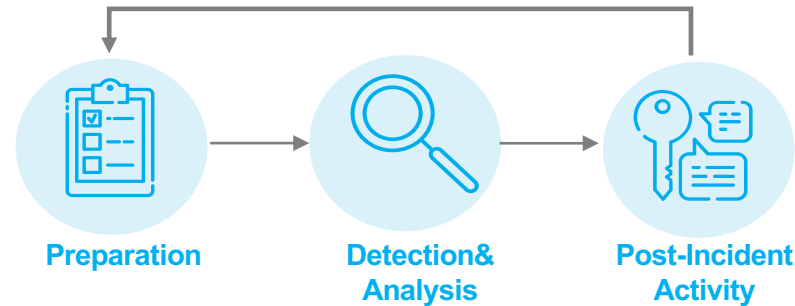 Preparation
Detection&
Analysis
Post-Incident
Activity